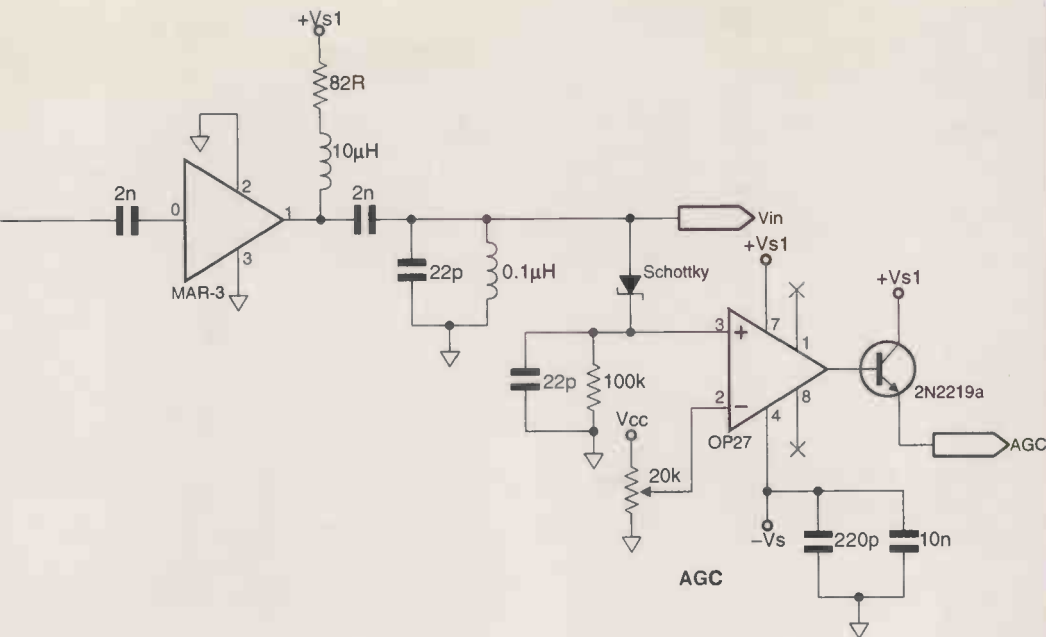 +Vs1
82R
10µH
2
2n
0
1
2n
3
MAR-3
22p
0.1µH
Vin
Schottky
+Vs1
+Vs1
3
+
7
1
22p
100k
2
−
4
8
OP27
2N2219a
Vcc
20k
AGC
−Vs
220p
10n
AGC